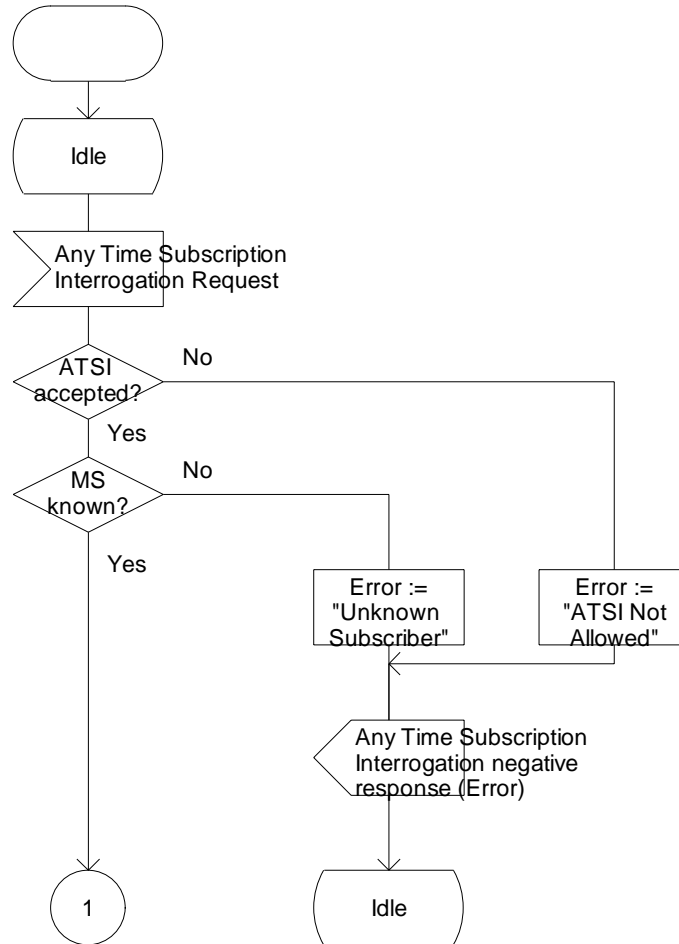 Idle
Any Time Subscription
Interrogation Request
ATSI
accepted?
No
Yes
MS
known?
No
Yes
Error :=
"Unknown
Subscriber"
Error :=
"ATSI Not
Allowed"
Any Time Subscription
Interrogation negative
response (Error)
1
Idle